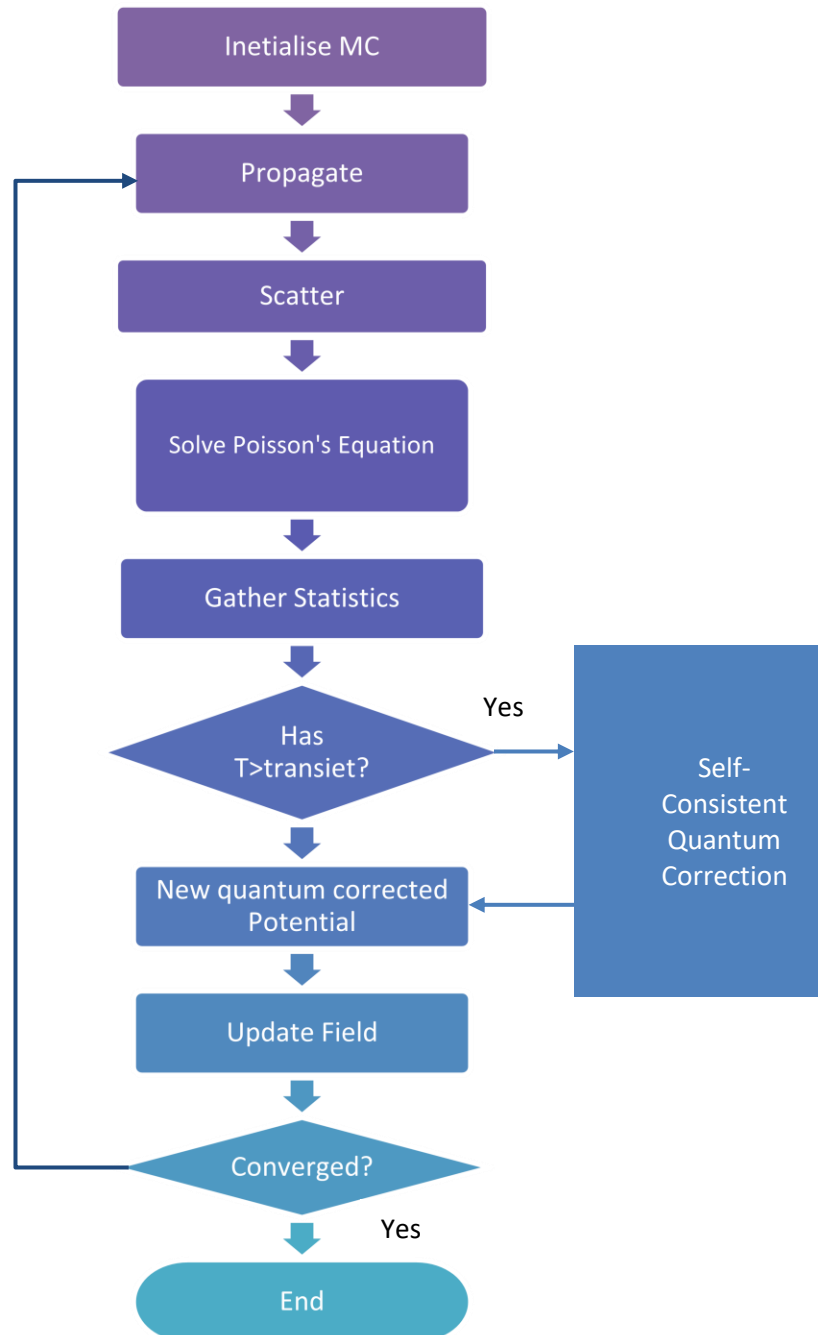 Inetialise MC
Propagate
Scatter
Solve Poisson's Equation
Gather Statistics
Has
T>transiet?
Yes
Self-
Consistent
Quantum
Correction
New quantum corrected
Potential
Update Field
Converged?
Yes
End